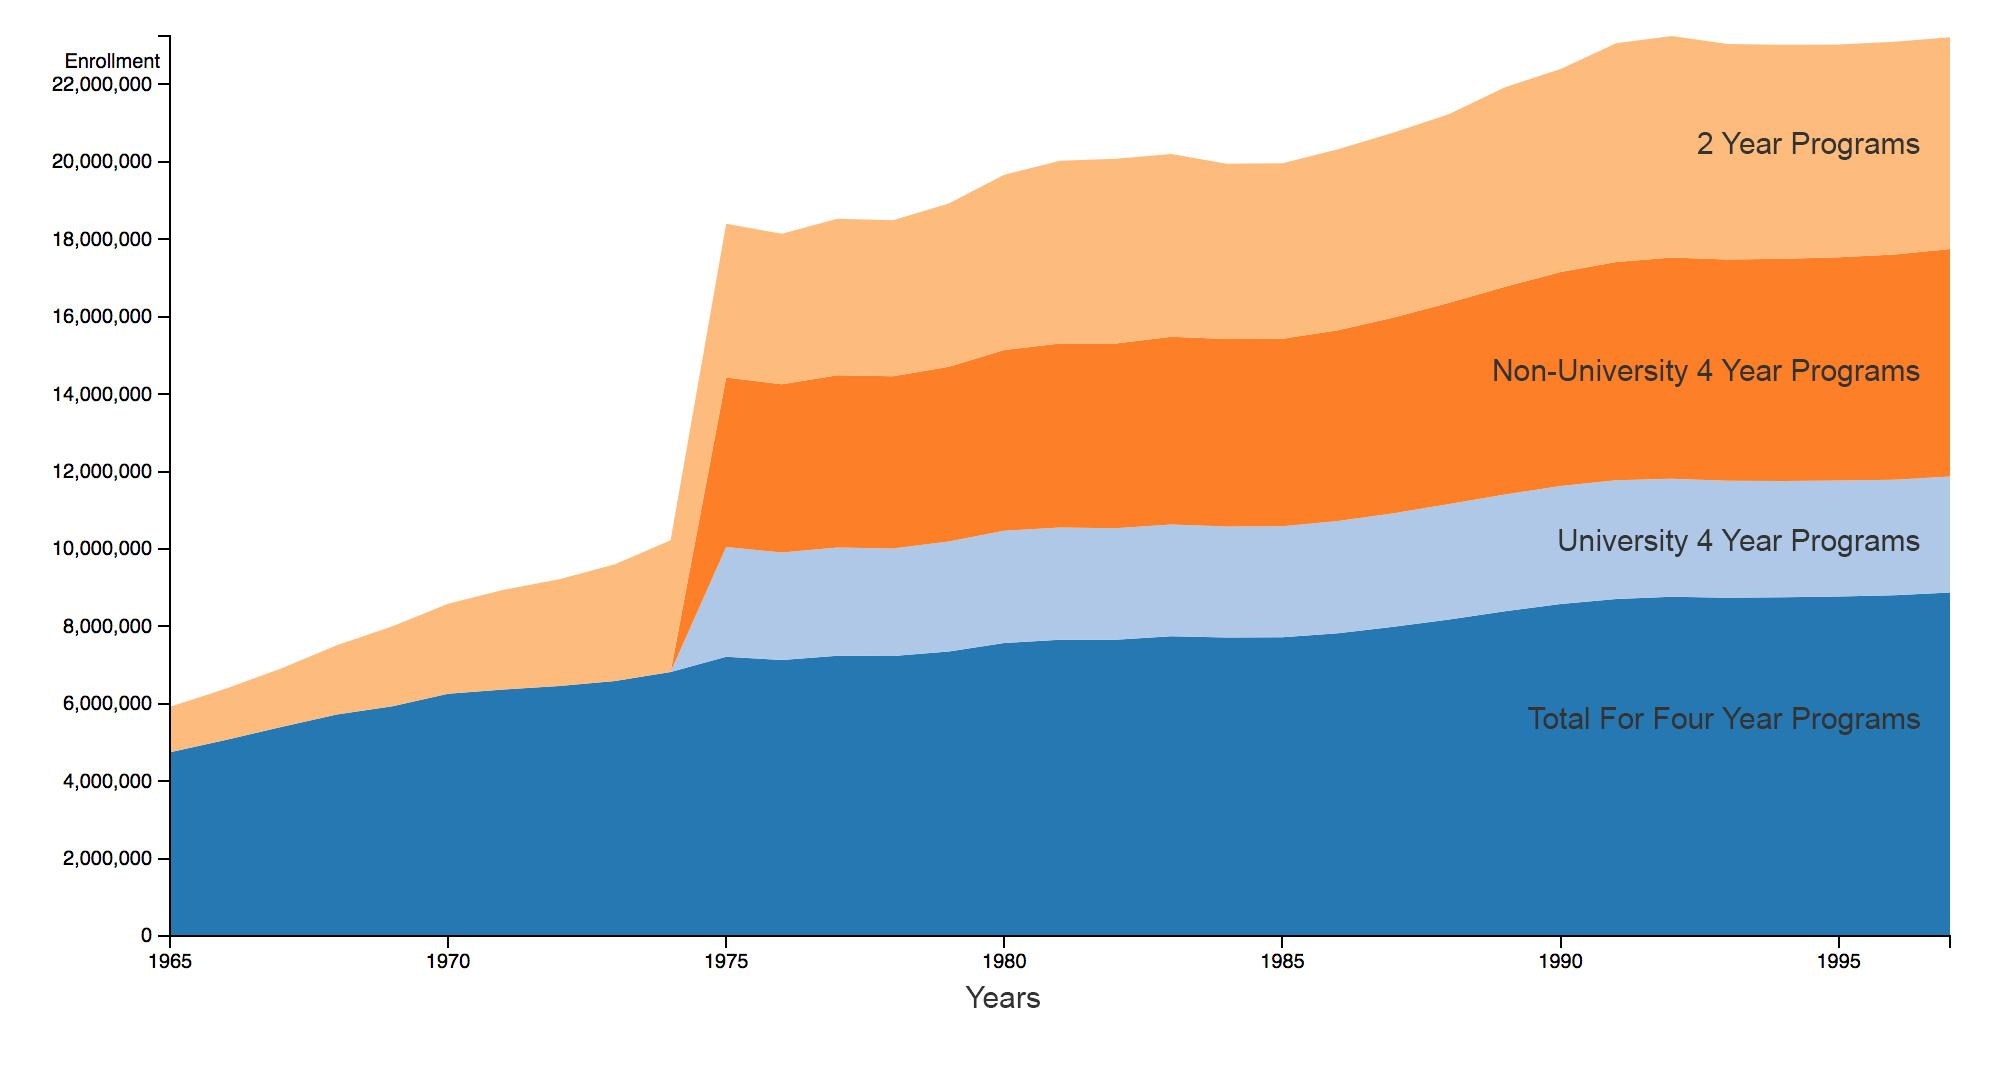 Enrollment
22,000,000
20,000,000
2 Year Programs
18,000,000
16,000,000
Non-University 4 Year Programs
14,000,000
12,000,000
10,000,000
University 4 Year Programs
8,000,000
6,000,000
Total For Four Year Programs
4,000,000
2,000,000
0
1965 1970 1975 1980 1985 1990 1995
Years